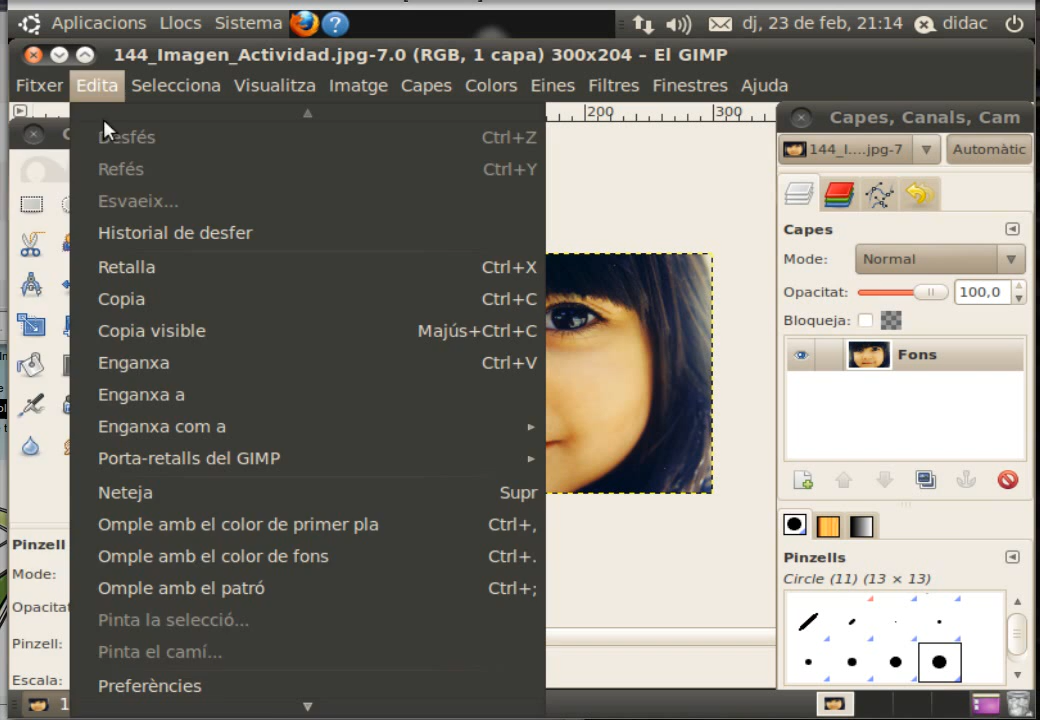 Aplicacions Llocs Sistema
dj, 23 de feb, 21:14 didac
144_Imagen_Actividad.jpg-7.0 (RGB, 1 capa) 300x204 – El GIMP
Fitxer Edita Selecciona Visualitza Imatge Capes Colors Eines Filtres Finestres Ajuda
200 300
Desfés Ctrl+Z
Refés Ctrl+Y
Esvaeix...
Historial de desfer
Retalla Ctrl+X
Copia Ctrl+C
Copia visible Majús+Ctrl+C
Enganxa Ctrl+V
Enganxa a
Enganxa com a
Porta-retalls del GIMP
Neteja Supr
Omple amb el color de primer pla Ctrl+,
Omple amb el color de fons Ctrl+.
Omple amb el patró Ctrl+;
Pinta la selecció...
Pinta el camí...
Preferències
Pinzell
Mode:
Opacitat
Pinzell:
Escala:
Capes, Canals, Cam
144_I....jpg-7 Automàtic
Capes
Mode: Normal
Opacitat: 100,0
Bloqueja:
Fons
Pinzells
Circle (11) (13 × 13)